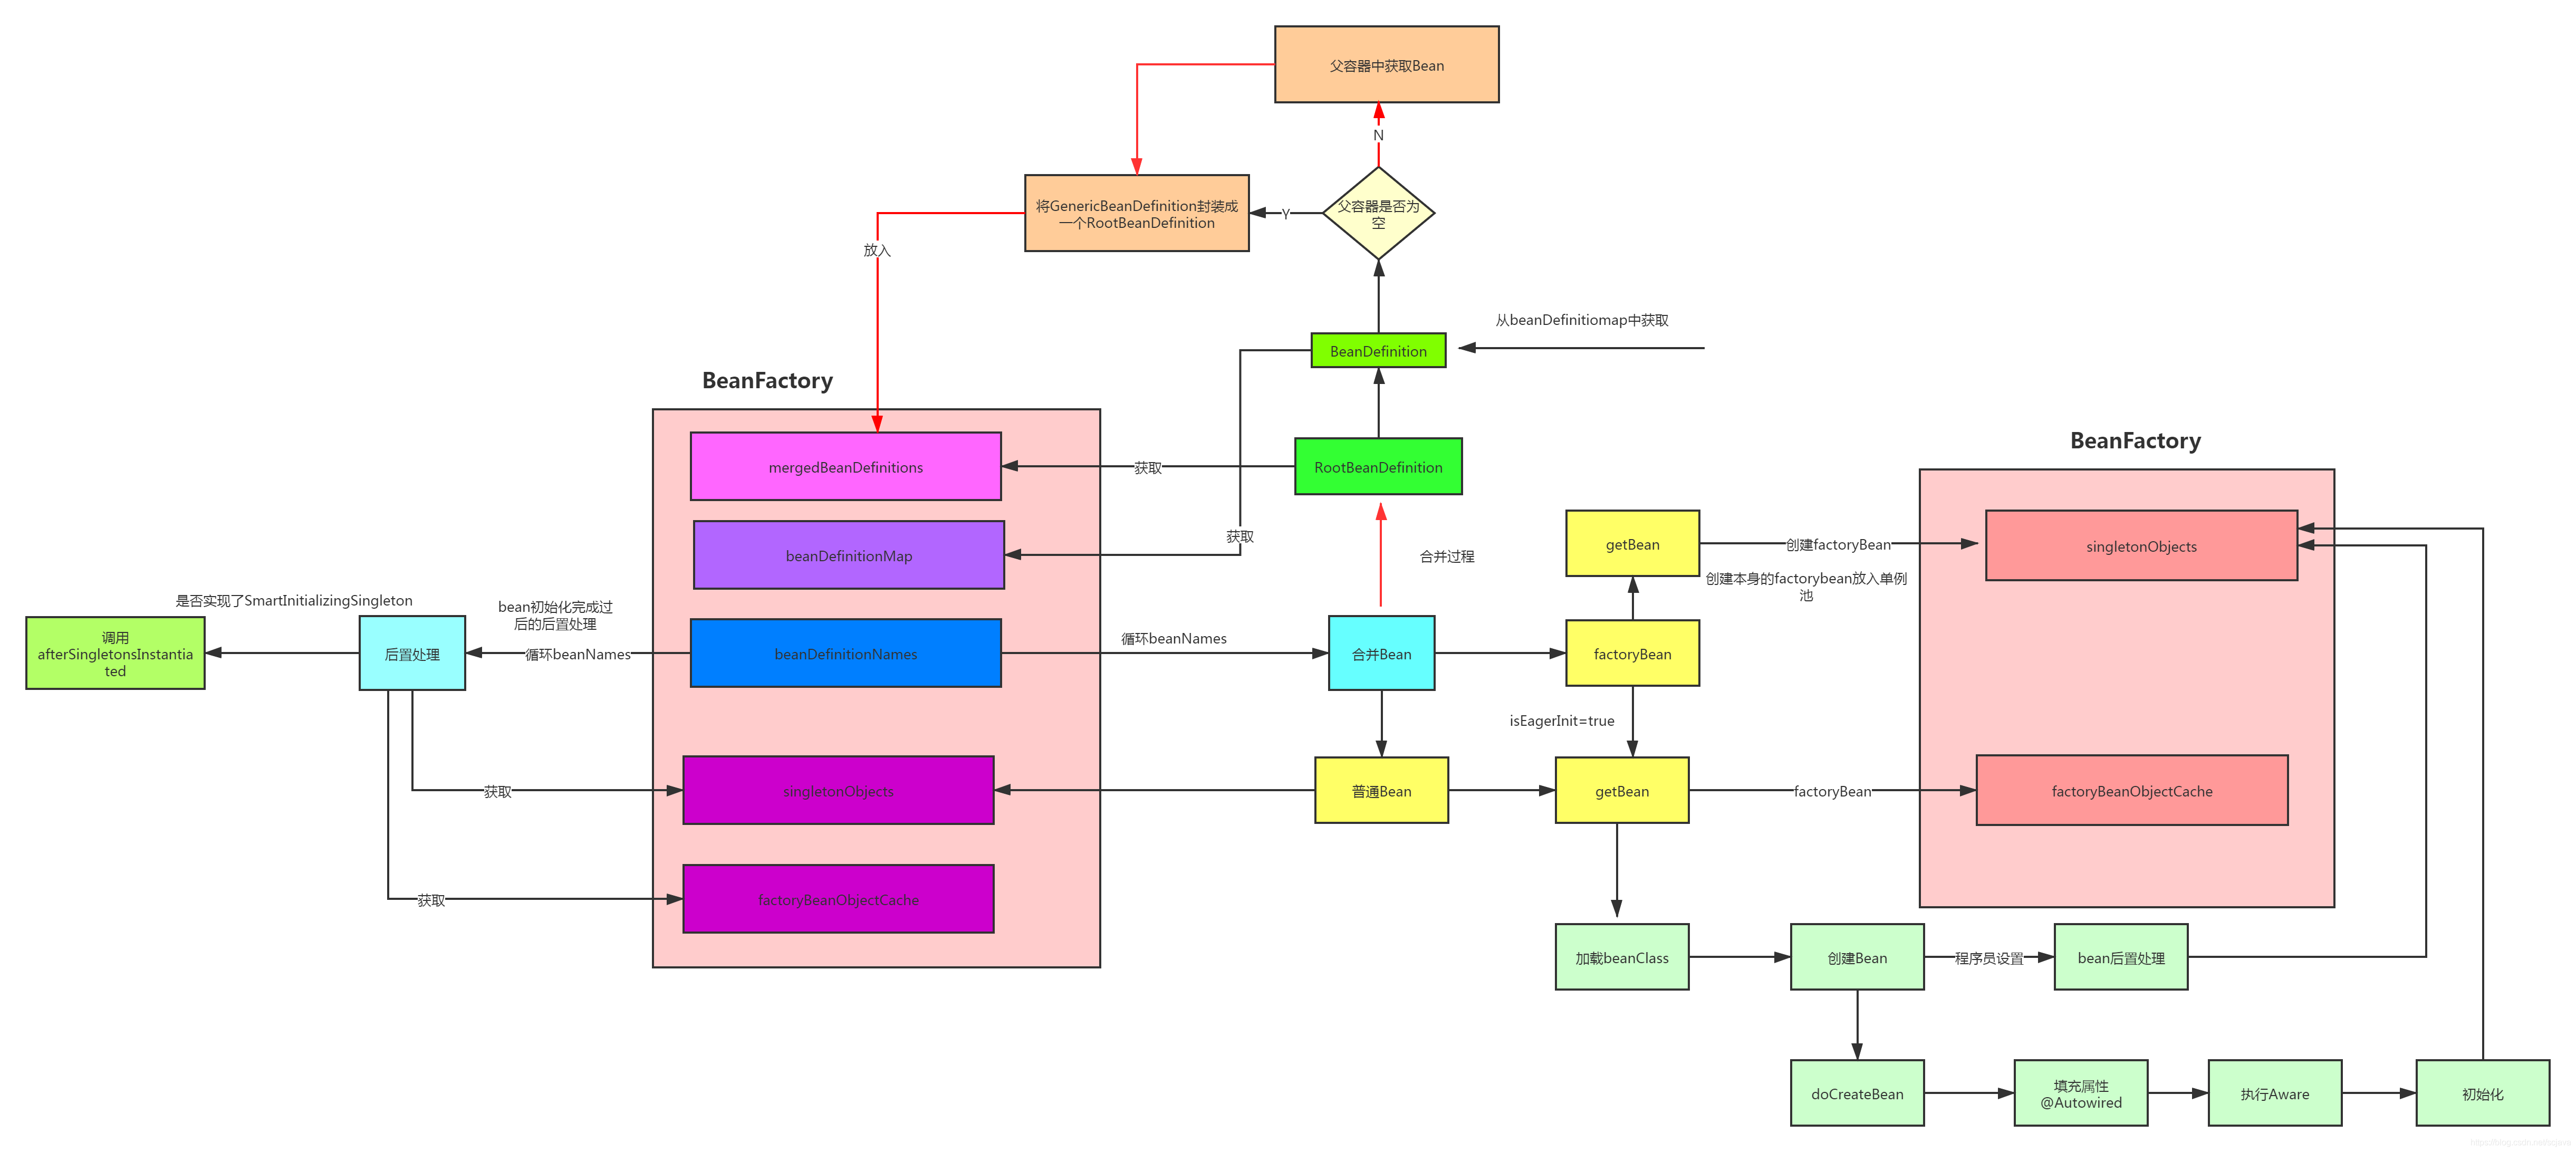 父容器中获取Bean
N
将GenericBeanDefinition封装成
一个RootBeanDefinition
Y
父容器是否为
空
放入
从beanDefinitiomap中获取
BeanDefinition
BeanFactory
BeanFactory
mergedBeanDefinitions
获取
RootBeanDefinition
获取
beanDefinitionMap
合并过程
getBean
创建factoryBean
singletonObjects
创建本身的factorybean放入单例
池
是否实现了SmartInitializingSingleton
bean初始化完成过
后的后置处理
调用
afterSingletonsInstantia
ted
后置处理
循环beanNames
beanDefinitionNames
循环beanNames
合并Bean
factoryBean
isEagerInit=true
获取
singletonObjects
普通Bean
getBean
factoryBean
factoryBeanObjectCache
获取
factoryBeanObjectCache
加载beanClass
创建Bean
程序员设置
bean后置处理
doCreateBean
填充属性
@Autowired
执行Aware
初始化